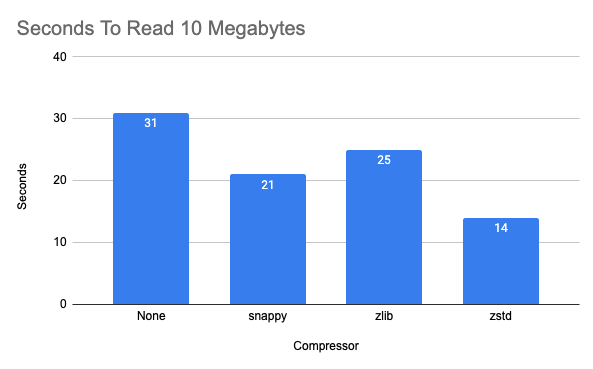 Seconds To Read 10 Megabytes
40
30
20
10
0
Seconds
31
21
25
14
None snappy zlib zstd
Compressor